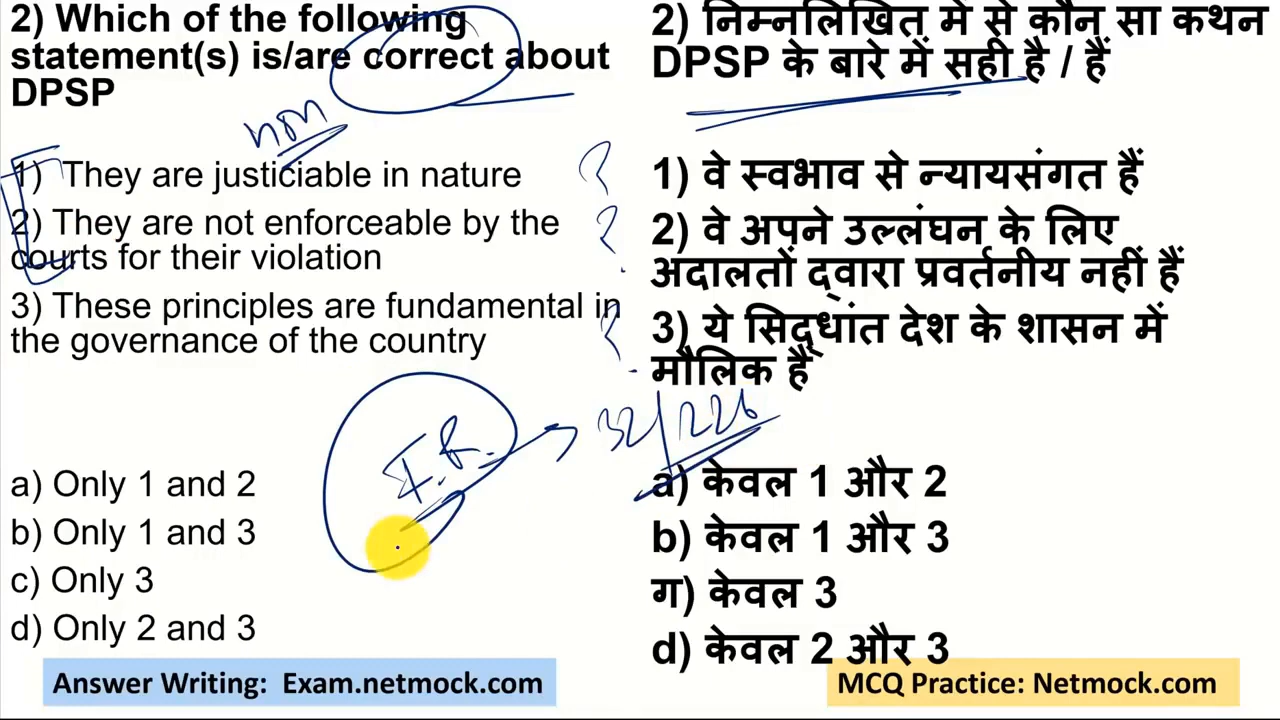 2) Which of the following
statement(s) is/are correct about
DPSP
non
1) They are justiciable in nature
2) They are not enforceable by the
courts for their violation
3) These principles are fundamental in
the governance of the country
a) Only 1 and 2
b) Only 1 and 3
c) Only 3
d) Only 2 and 3
F.R.
32/226
2) निम्नलिखित मे से कौन सा कथन
DPSP के बारे में सही है / हैं
1) वे स्वभाव से न्यायसंगत हैं
2) वे अपने उल्लंघन के लिए
अदालतों द्वारा प्रवर्तनीय नहीं हैं
3) ये सिद्धांत देश के शासन में
मौलिक हैं
a) केवल 1 और 2
b) केवल 1 और 3
ग) केवल 3
d) केवल 2 और 3
Answer Writing: Exam.netmock.com
MCQ Practice: Netmock.com